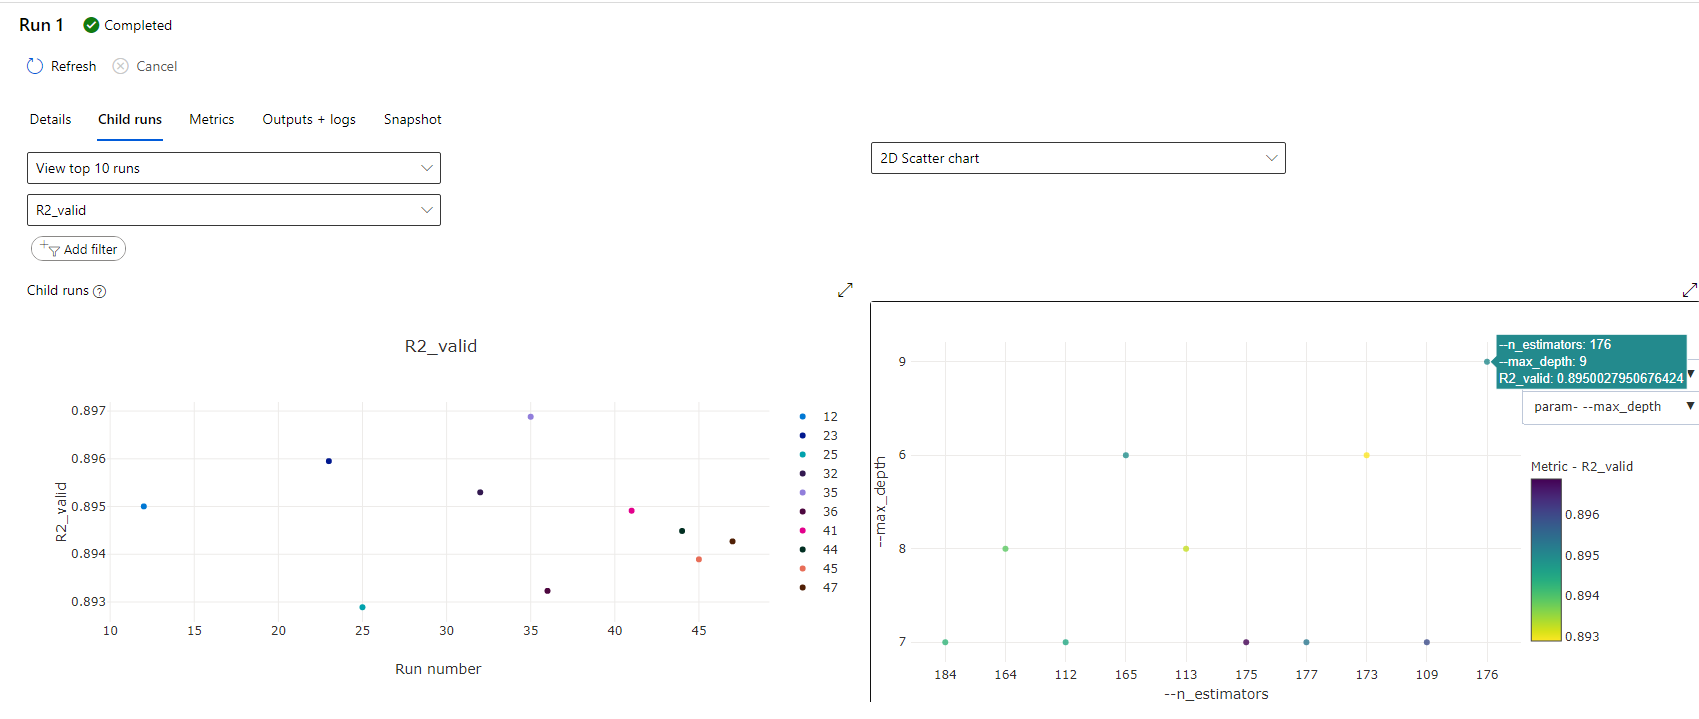 Run 1 Completed
Refresh Cancel
Details Child runs Metrics Outputs + logs Snapshot
View top 10 runs
R2_valid
Add filter
Child runs
R2_valid
0.897
0.896
0.895
0.894
0.893
R2_valid
10 15 20 25 30 35 40 45
Run number
12
23
25
32
35
36
41
44
45
47
2D Scatter chart
--n_estimators: 176
--max_depth: 9
R2_valid: 0.8950027950676424
param- --max_depth
9
6
8
7
--max_depth
184 164 112 165 113 175 177 173 109 176
--n_estimators
Metric - R2_valid
0.896
0.895
0.894
0.893